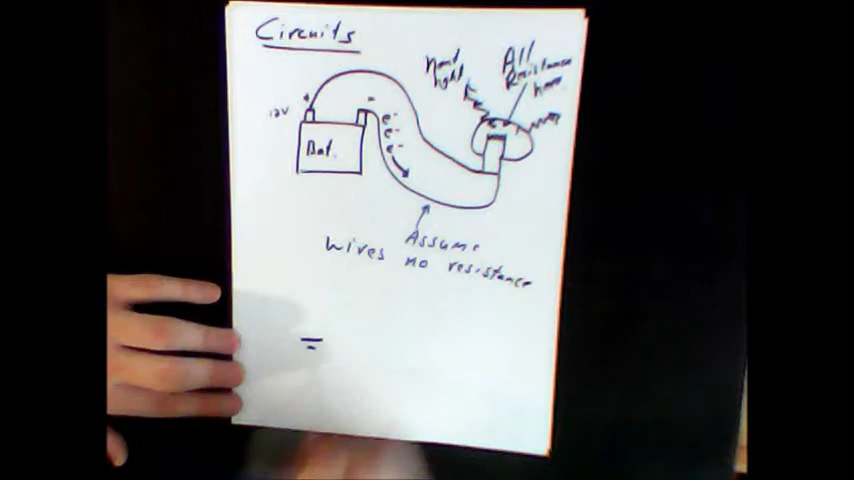 Circuits
Heat
light
All
Resistance
here
12V
+
-
e-
e-
e-
Bat.
Assume
Wires no resistance